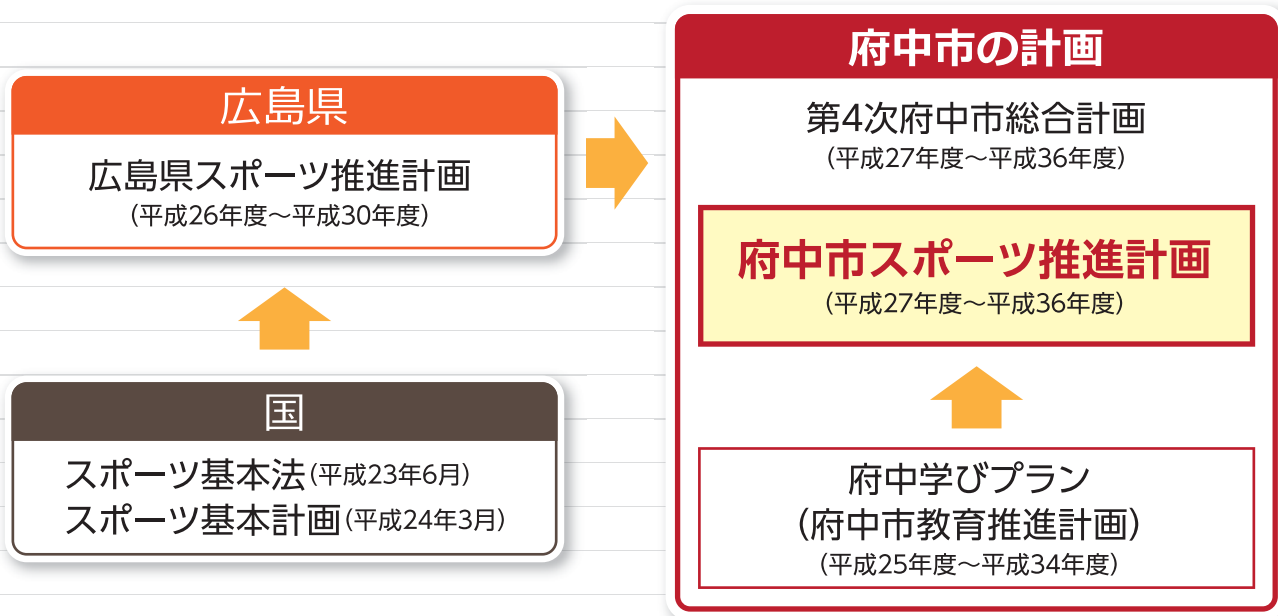 広島県
広島県スポーツ推進計画
(平成26年度～平成30年度)
国
スポーツ基本法(平成23年6月)
スポーツ基本計画(平成24年3月)
府中市の計画
第4次府中市総合計画
(平成27年度～平成36年度)
府中市スポーツ推進計画
(平成27年度～平成36年度)
府中学びプラン
(府中市教育推進計画)
(平成25年度～平成34年度)